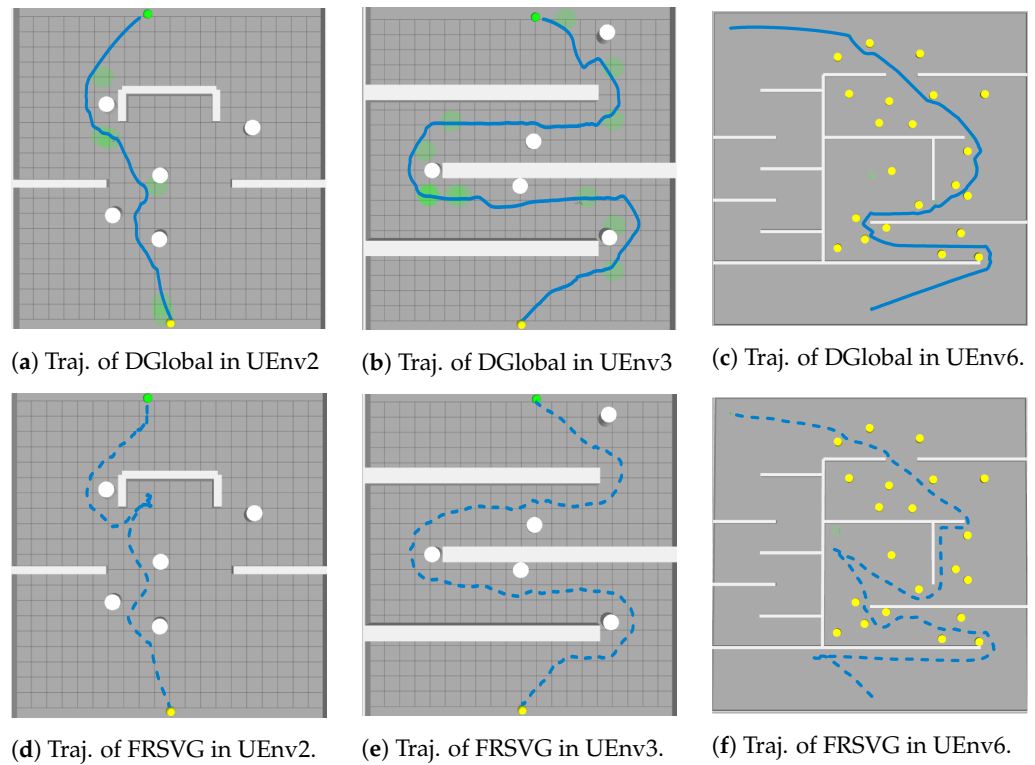 (a) Traj. of DGlobal in UEnv2
(b) Traj. of DGlobal in UEnv3
(c) Traj. of DGlobal in UEnv6.
(d) Traj. of FRSVG in UEnv2.
(e) Traj. of FRSVG in UEnv3.
(f) Traj. of FRSVG in UEnv6.